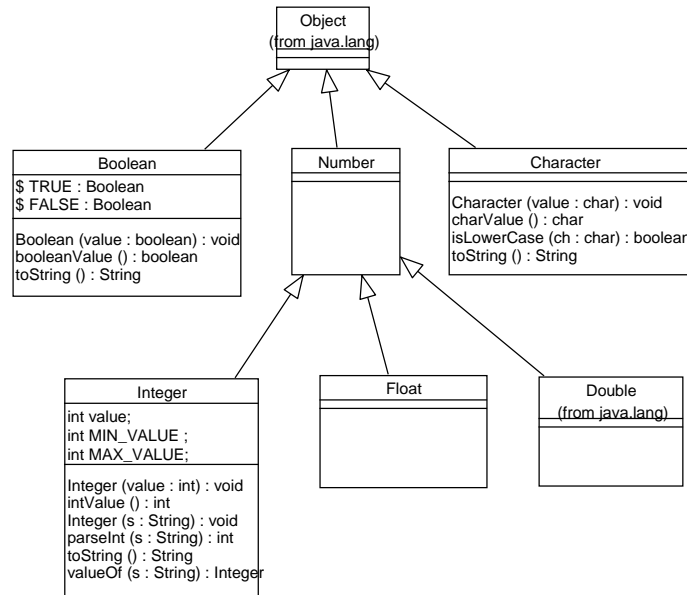 Object
(from java.lang)
Boolean
$ TRUE : Boolean
$ FALSE : Boolean
Boolean (value : boolean) : void
booleanValue () : boolean
toString () : String
Number
Character
Character (value : char) : void
charValue () : char
isLowerCase (ch : char) : boolean
toString () : String
Integer
int value;
int MIN_VALUE ;
int MAX_VALUE;
Integer (value : int) : void
intValue () : int
Integer (s : String) : void
parseInt (s : String) : int
toString () : String
valueOf (s : String) : Integer
Float
Double
(from java.lang)